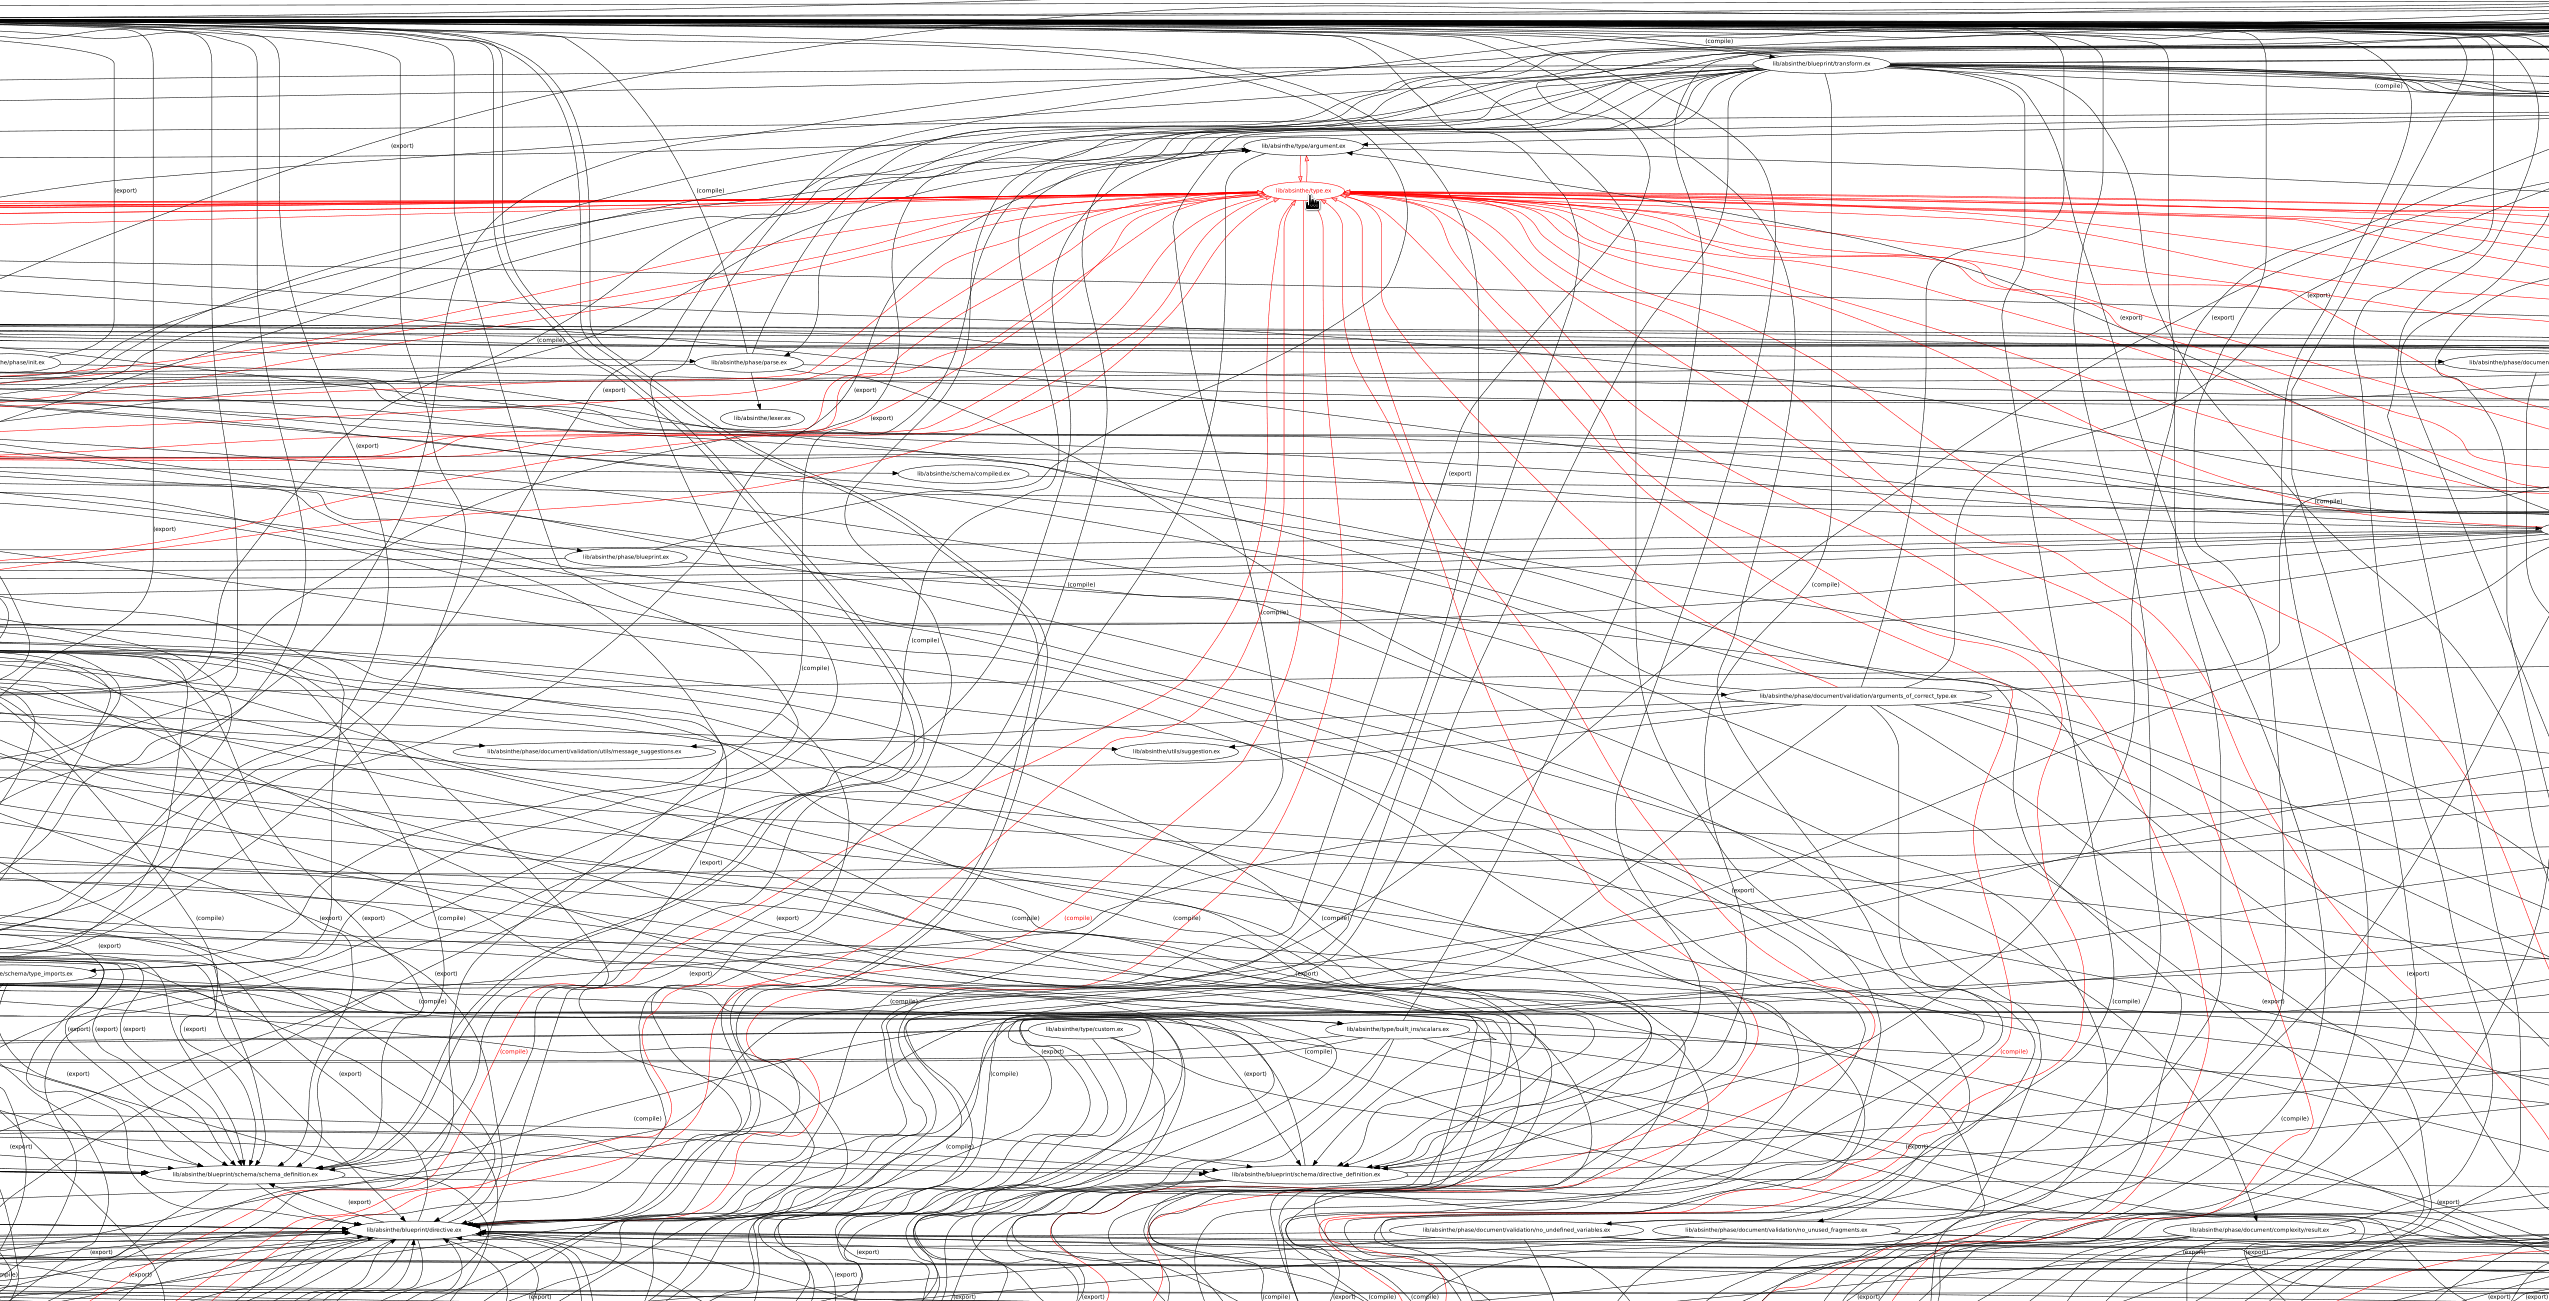 (compile)
lib/absinthe/blueprint/transform.ex
(compile)
(export)
lib/absinthe/type/argument.ex
(export)
(compile)
lib/absinthe/type.ex
(export)
(export)
(export)
(compile)
he/phase/init.ex
lib/absinthe/phase/parse.ex
lib/absinthe/phase/documen
(export)
(export)
lib/absinthe/lexer.ex
(export)
(export)
lib/absinthe/schema/compiled.ex
(export)
(compile)
(export)
lib/absinthe/phase/blueprint.ex
(compile)
(compile)
(compile)
(compile)
(compile)
lib/absinthe/phase/document/validation/arguments_of_correct_type.ex
lib/absinthe/phase/document/validation/utils/message_suggestions.ex
lib/absinthe/utils/suggestion.ex
(export)
(export)
(compile)
(export)
(export)
(compile)
(export)
(compile)
(compile)
(compile)
(compile)
(export)
e/schema/type_imports.ex
(export)
(export)
(export)
(export)
(compile)
(compile)
(export)
(compile)
(export)
(export)
(export)
(export)
lib/absinthe/type/custom.ex
lib/absinthe/type/built_ins/scalars.ex
(compile)
(export)
(compile)
(compile)
(export)
(export)
(compile)
(export)
(compile)
(compile)
(export)
(compile)
(export)
lib/absinthe/blueprint/schema/schema_definition.ex
lib/absinthe/blueprint/schema/directive_definition.ex
(export)
(export)
lib/absinthe/blueprint/directive.ex
lib/absinthe/phase/document/validation/no_undefined_variables.ex
lib/absinthe/phase/document/validation/no_unused_fragments.ex
lib/absinthe/phase/document/complexity/result.ex
(export)
(export)
(export)
(export)
mpile)
(export)
(export)
(export)
(export)
(export)
(compile)
(export)
(compile)
(compile)
(export)
(export)
(export)